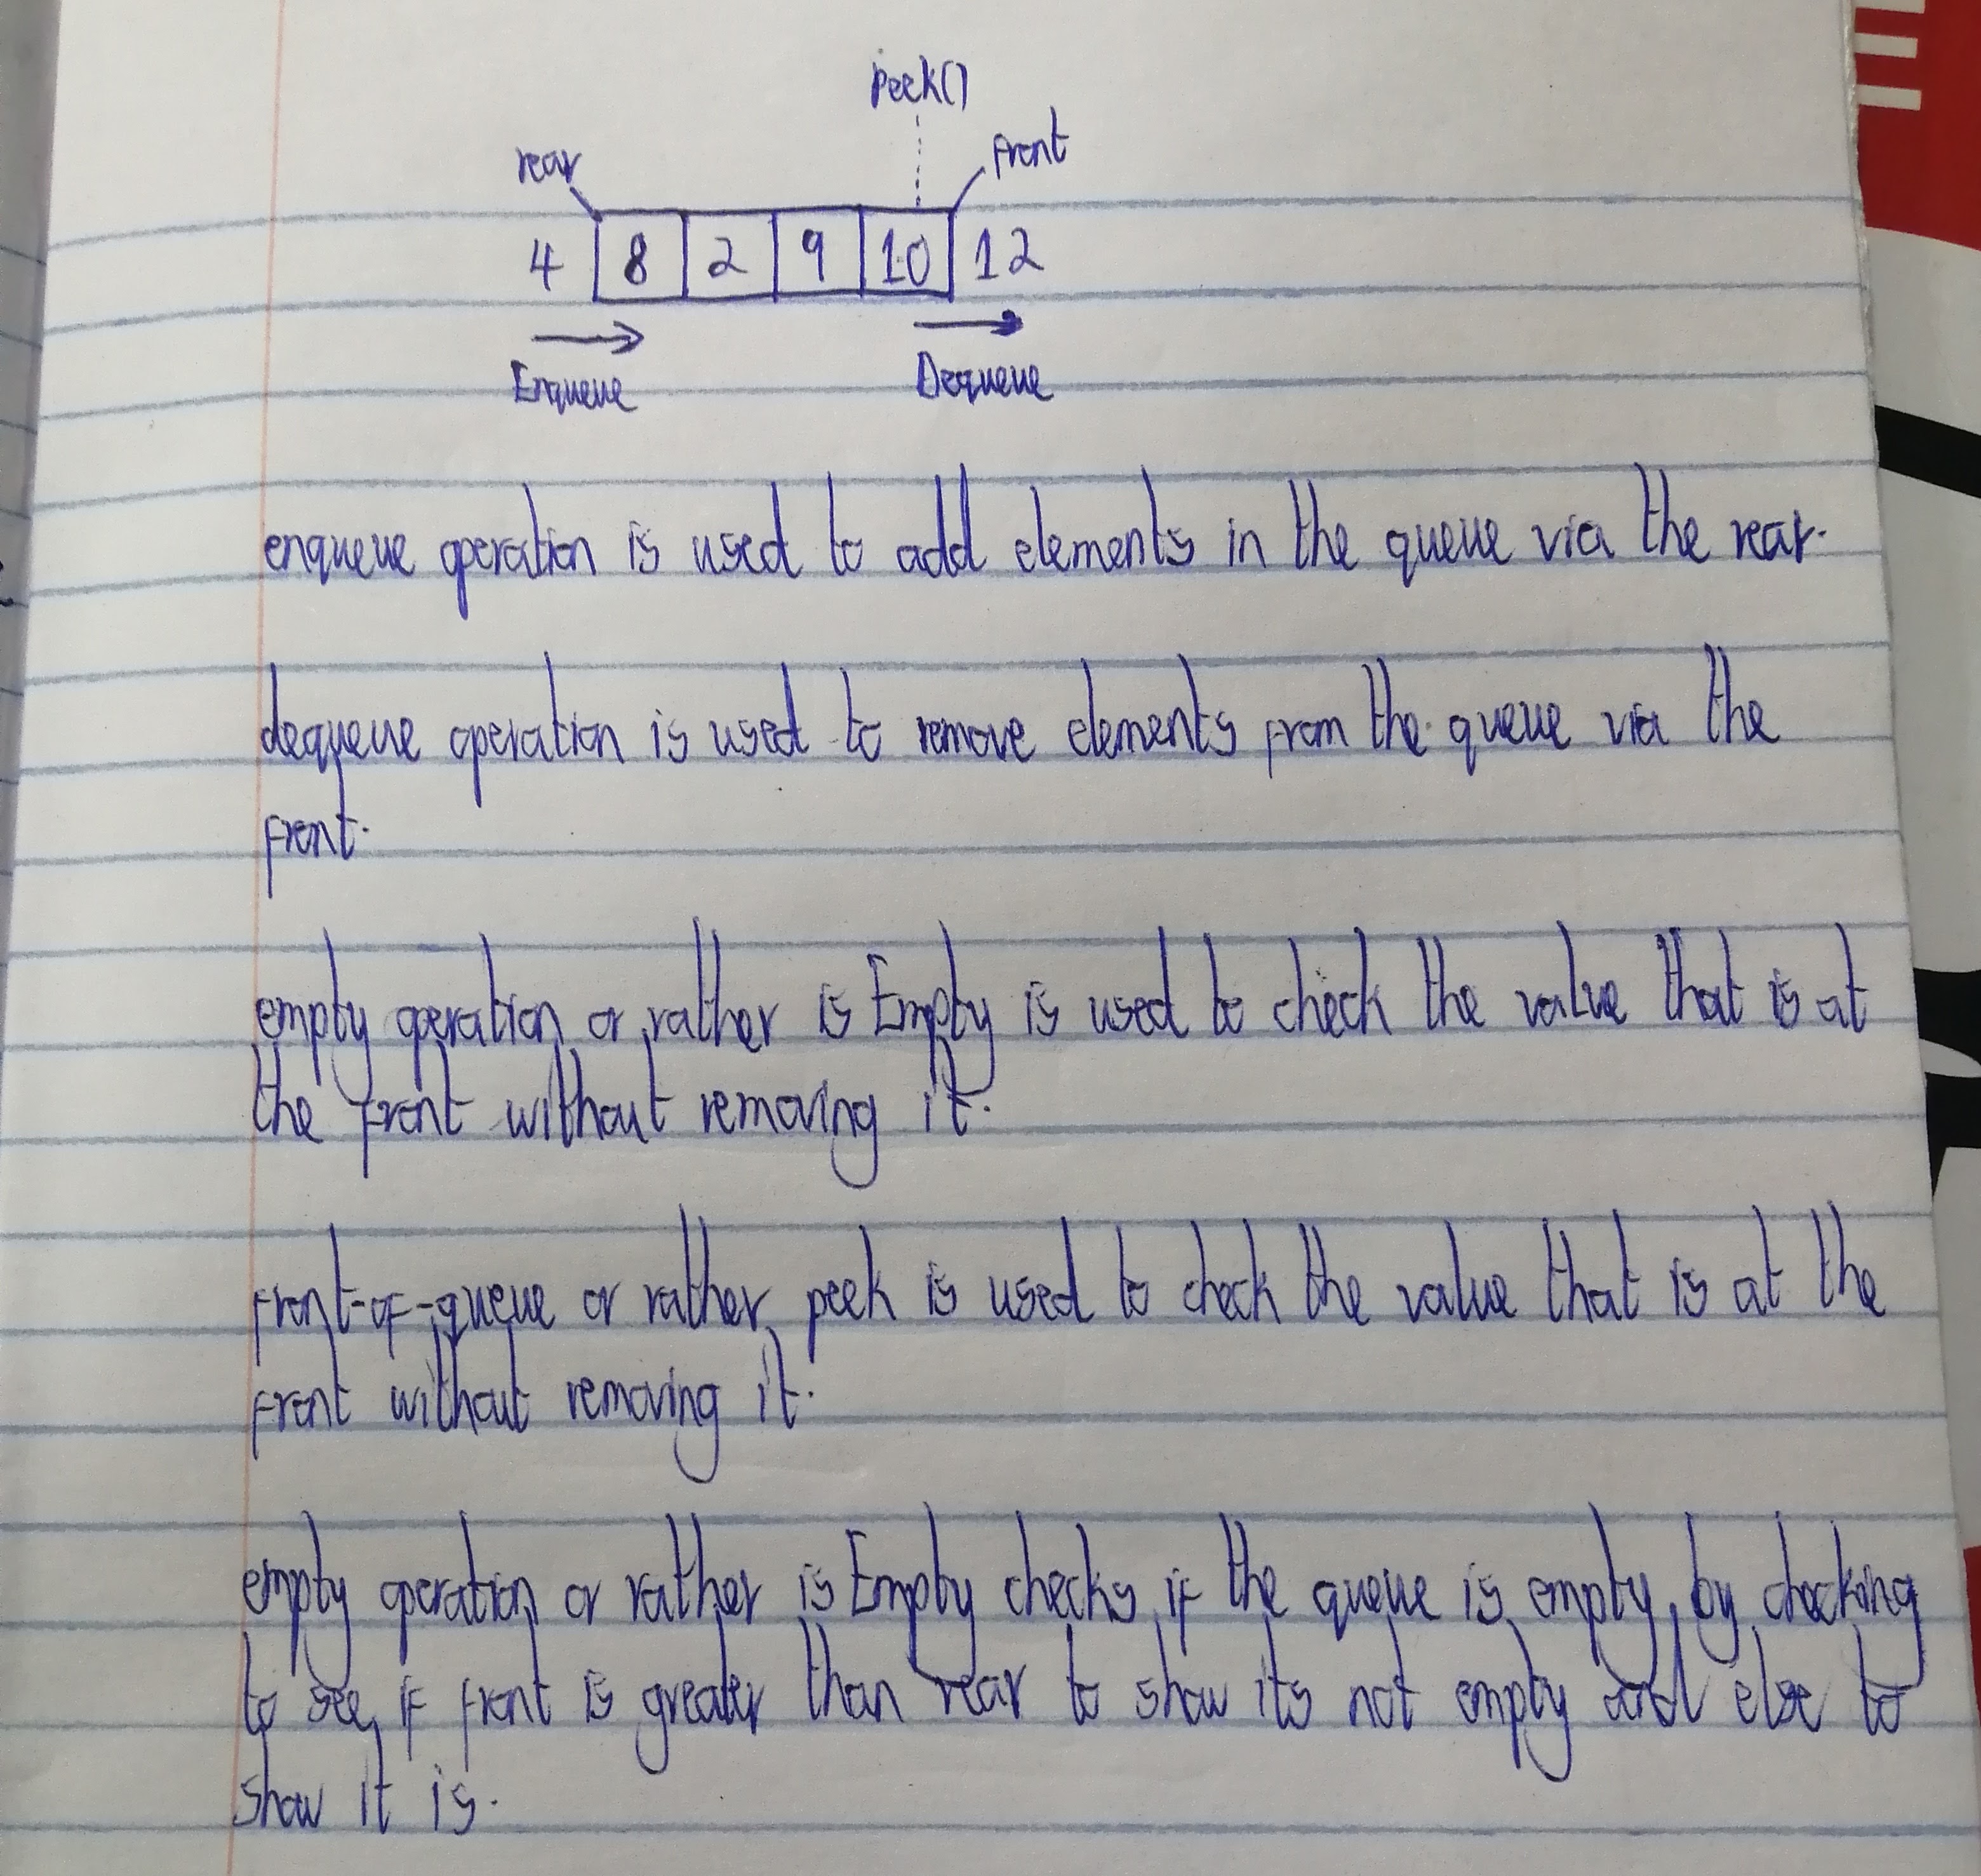 peek()
rear front
4 8 2 9 10 12
Enqueue Dequeue
enqueue operation is used to add elements in the queue via the rear.
dequeue operation is used to remove elements from the queue via the
front.
empty operation or rather is Empty is used to check the value that is at
the front without removing it.
front-of-queue or rather peek is used to check the value that is at the
front without removing it.
empty operation or rather is Empty checks if the queue is empty, by checking
to see if front is greater than rear to show its not empty and else to
show it is.